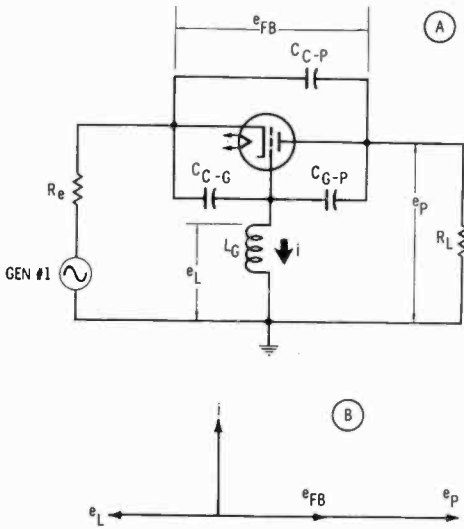 e_FB
A
C_C-P
C_C-G
C_G-P
R_e
e_P
L_G
i
R_L
e_L
GEN #1
B
i
e_L
e_FB
e_P